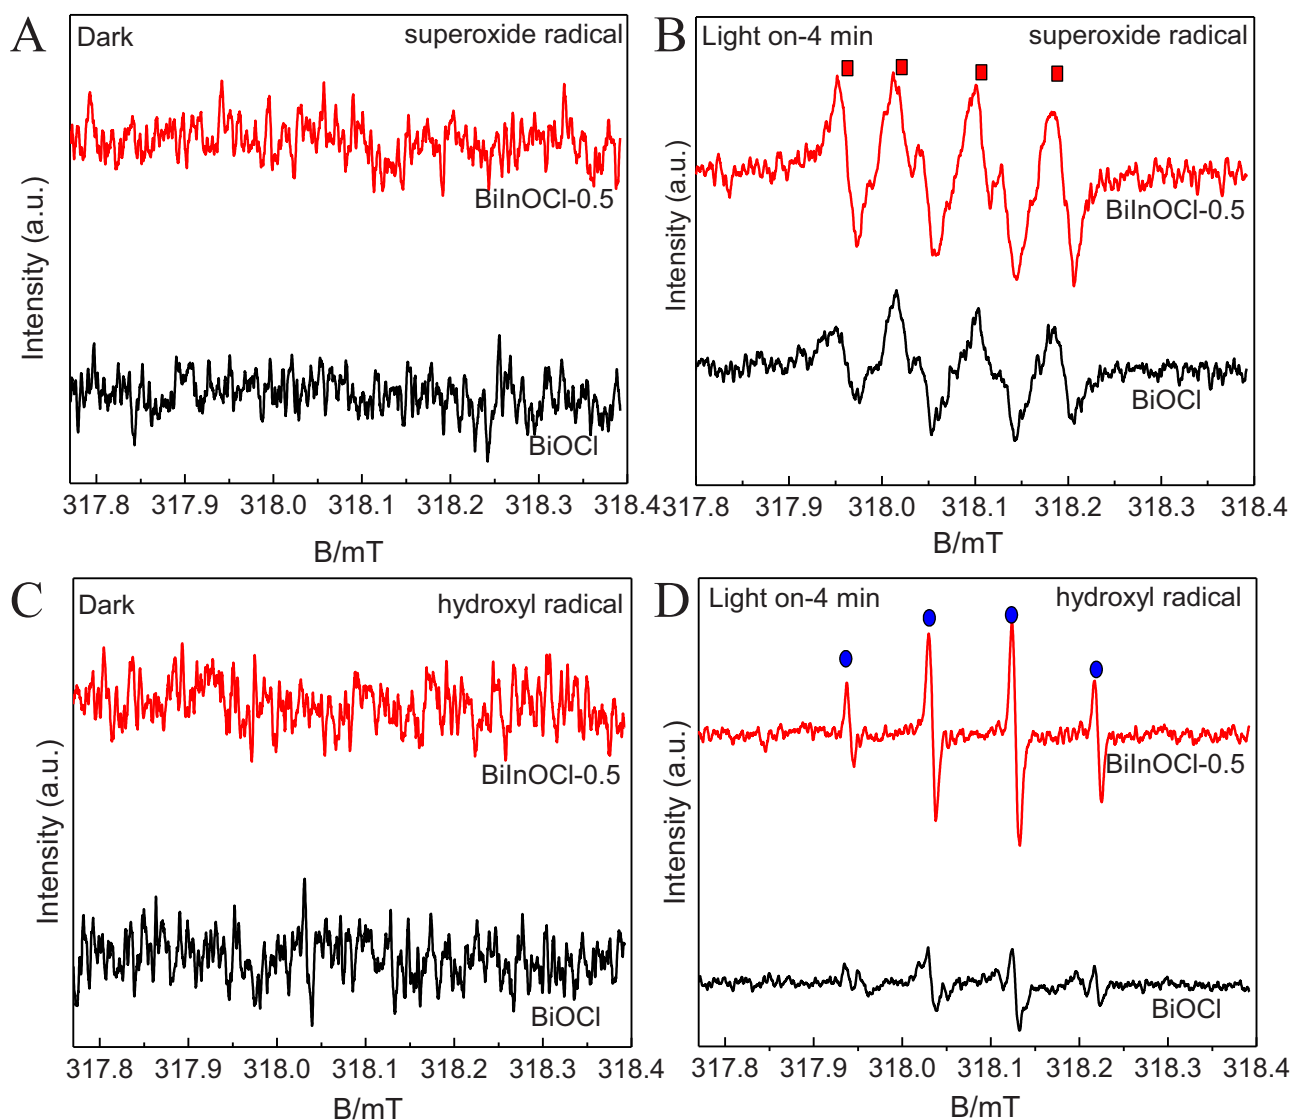 A
Dark
superoxide radical
BiInOCl-0.5
BiOCl
Intensity (a.u.)
317.8 317.9 318.0 318.1 318.2 318.3 318.4
B/mT
B
Light on-4 min
superoxide radical
BiInOCl-0.5
BiOCl
Intensity (a.u.)
317.8 317.9 318.0 318.1 318.2 318.3 318.4
B/mT
C
Dark
hydroxyl radical
BiInOCl-0.5
BiOCl
Intensity (a.u.)
317.8 317.9 318.0 318.1 318.2 318.3 318.4
B/mT
D
Light on-4 min
hydroxyl radical
BiInOCl-0.5
BiOCl
Intensity (a.u.)
317.8 317.9 318.0 318.1 318.2 318.3 318.4
B/mT